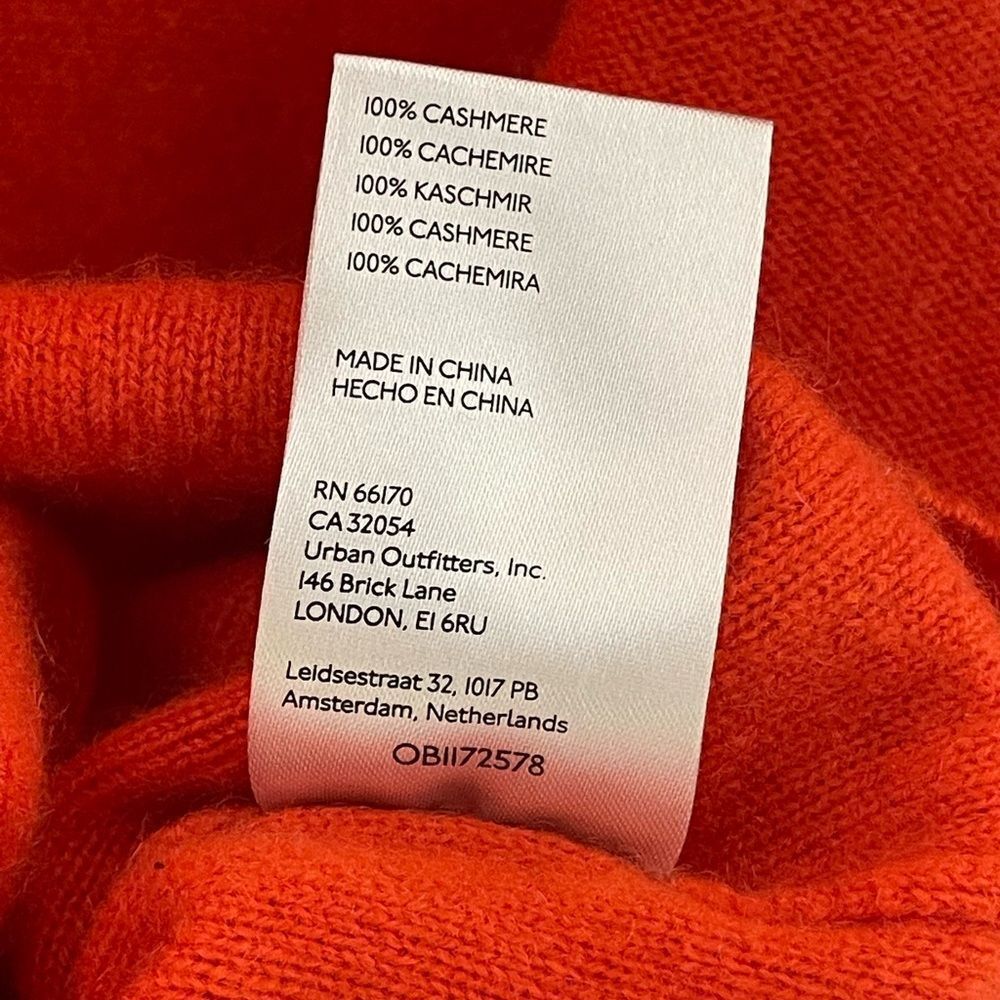 100% CASHMERE
100% CACHEMIRE
100% KASCHMIR
100% CASHMERE
100% CACHEMIRA
MADE IN CHINA
HECHO EN CHINA
RN 66170
CA 32054
Urban Outfitters, Inc.
146 Brick Lane
LONDON, E1 6RU
Leidsestraat 32, 1017 PB
Amsterdam, Netherlands
OB1172578